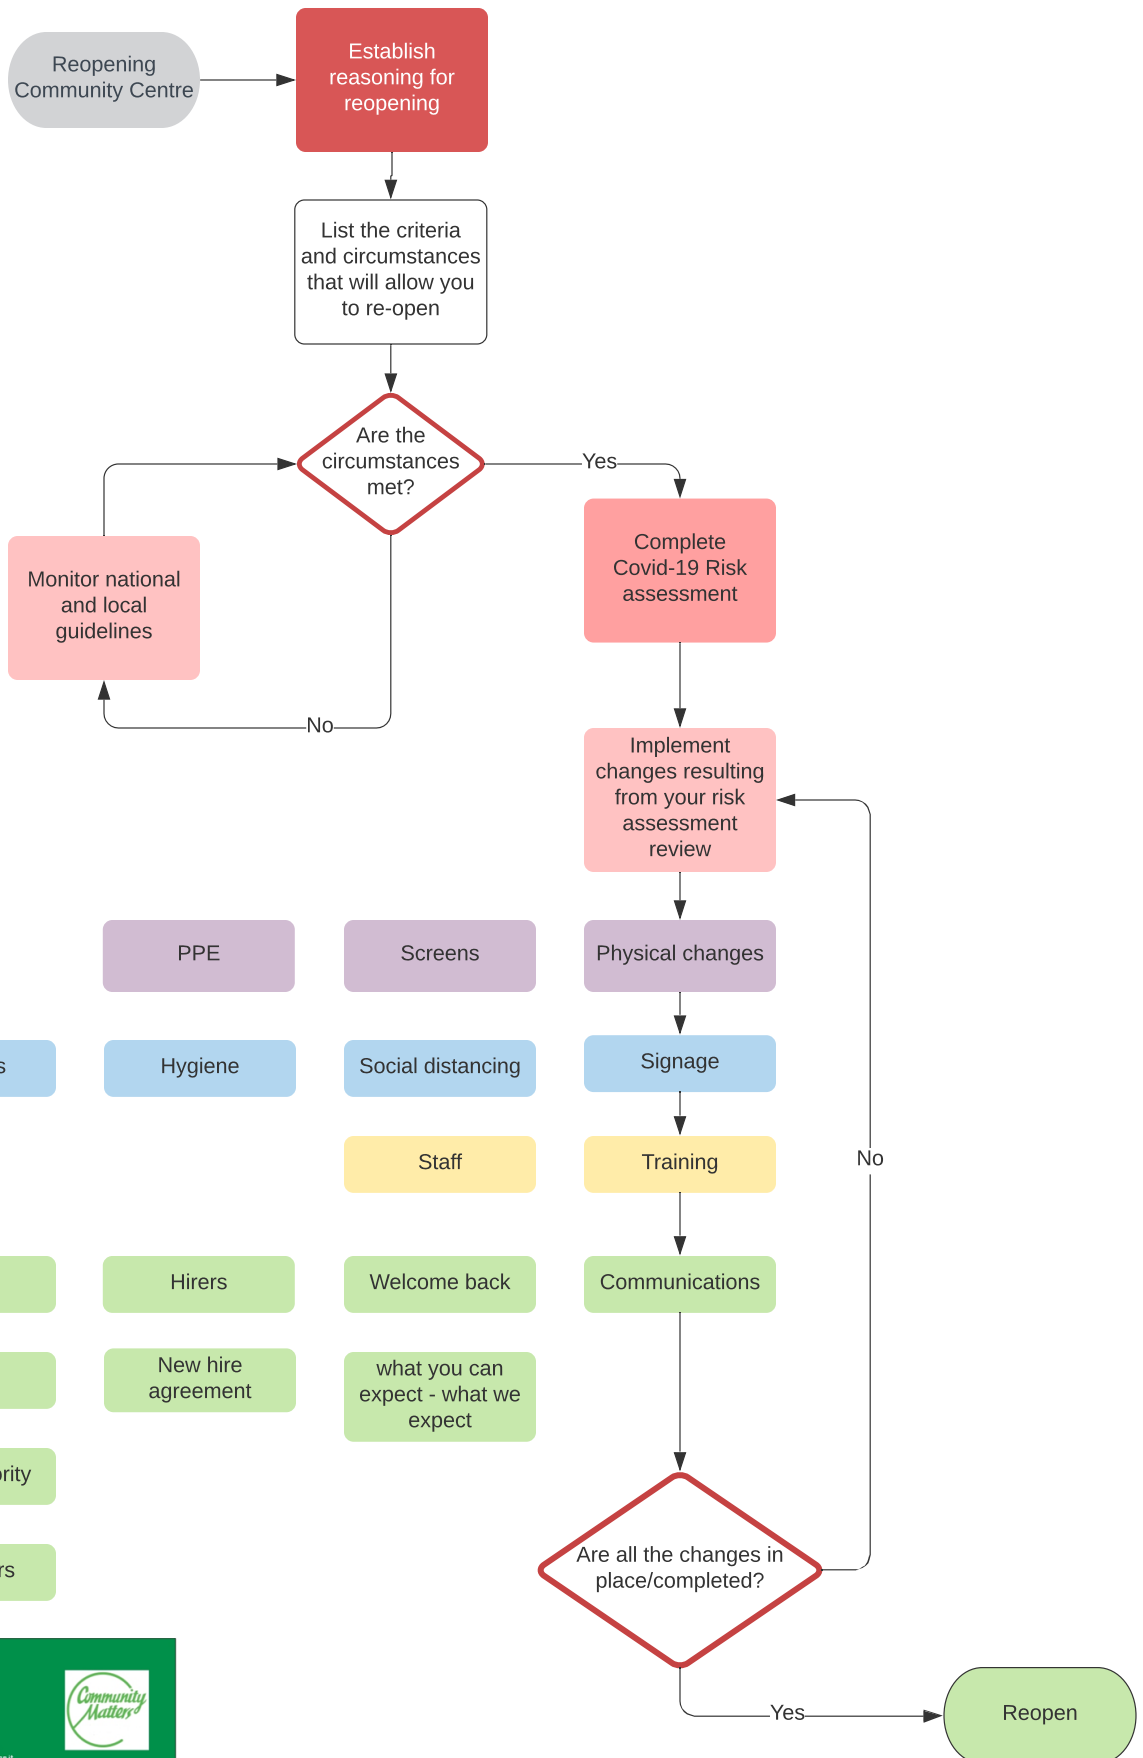 Reopening
Community Centre
Establish
reasoning for
reopening
List the criteria
and circumstances
that will allow you
to re-open
Are the
circumstances
met?
Yes
Monitor national
and local
guidelines
No
Complete
Covid-19 Risk
assessment
Implement
changes resulting
from your risk
assessment
review
PPE
Screens
Physical changes
s
Hygiene
Social distancing
Signage
Staff
Training
No
Hirers
Welcome back
Communications
New hire
agreement
what you can
expect - what we
expect
ority
rs
Are all the changes in
place/completed?
Community
Matters
Yes
Reopen